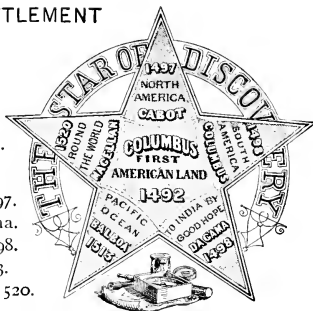 TTLEMENT
THE STAR OF DISCOVERY
1497
NORTH
AMERICA
CABOT
1520
ROUND
THE WORLD
MAGELLAN
COLUMBUS
FIRST
AMERICAN LAND
1492
1498
SOUTH
AMERICA
COLUMBUS
PACIFIC
OCEAN
BALBOA
1513
TO INDIA BY
GOOD HOPE
DA GAMA
1498
97.
na.
98.
3.
520.